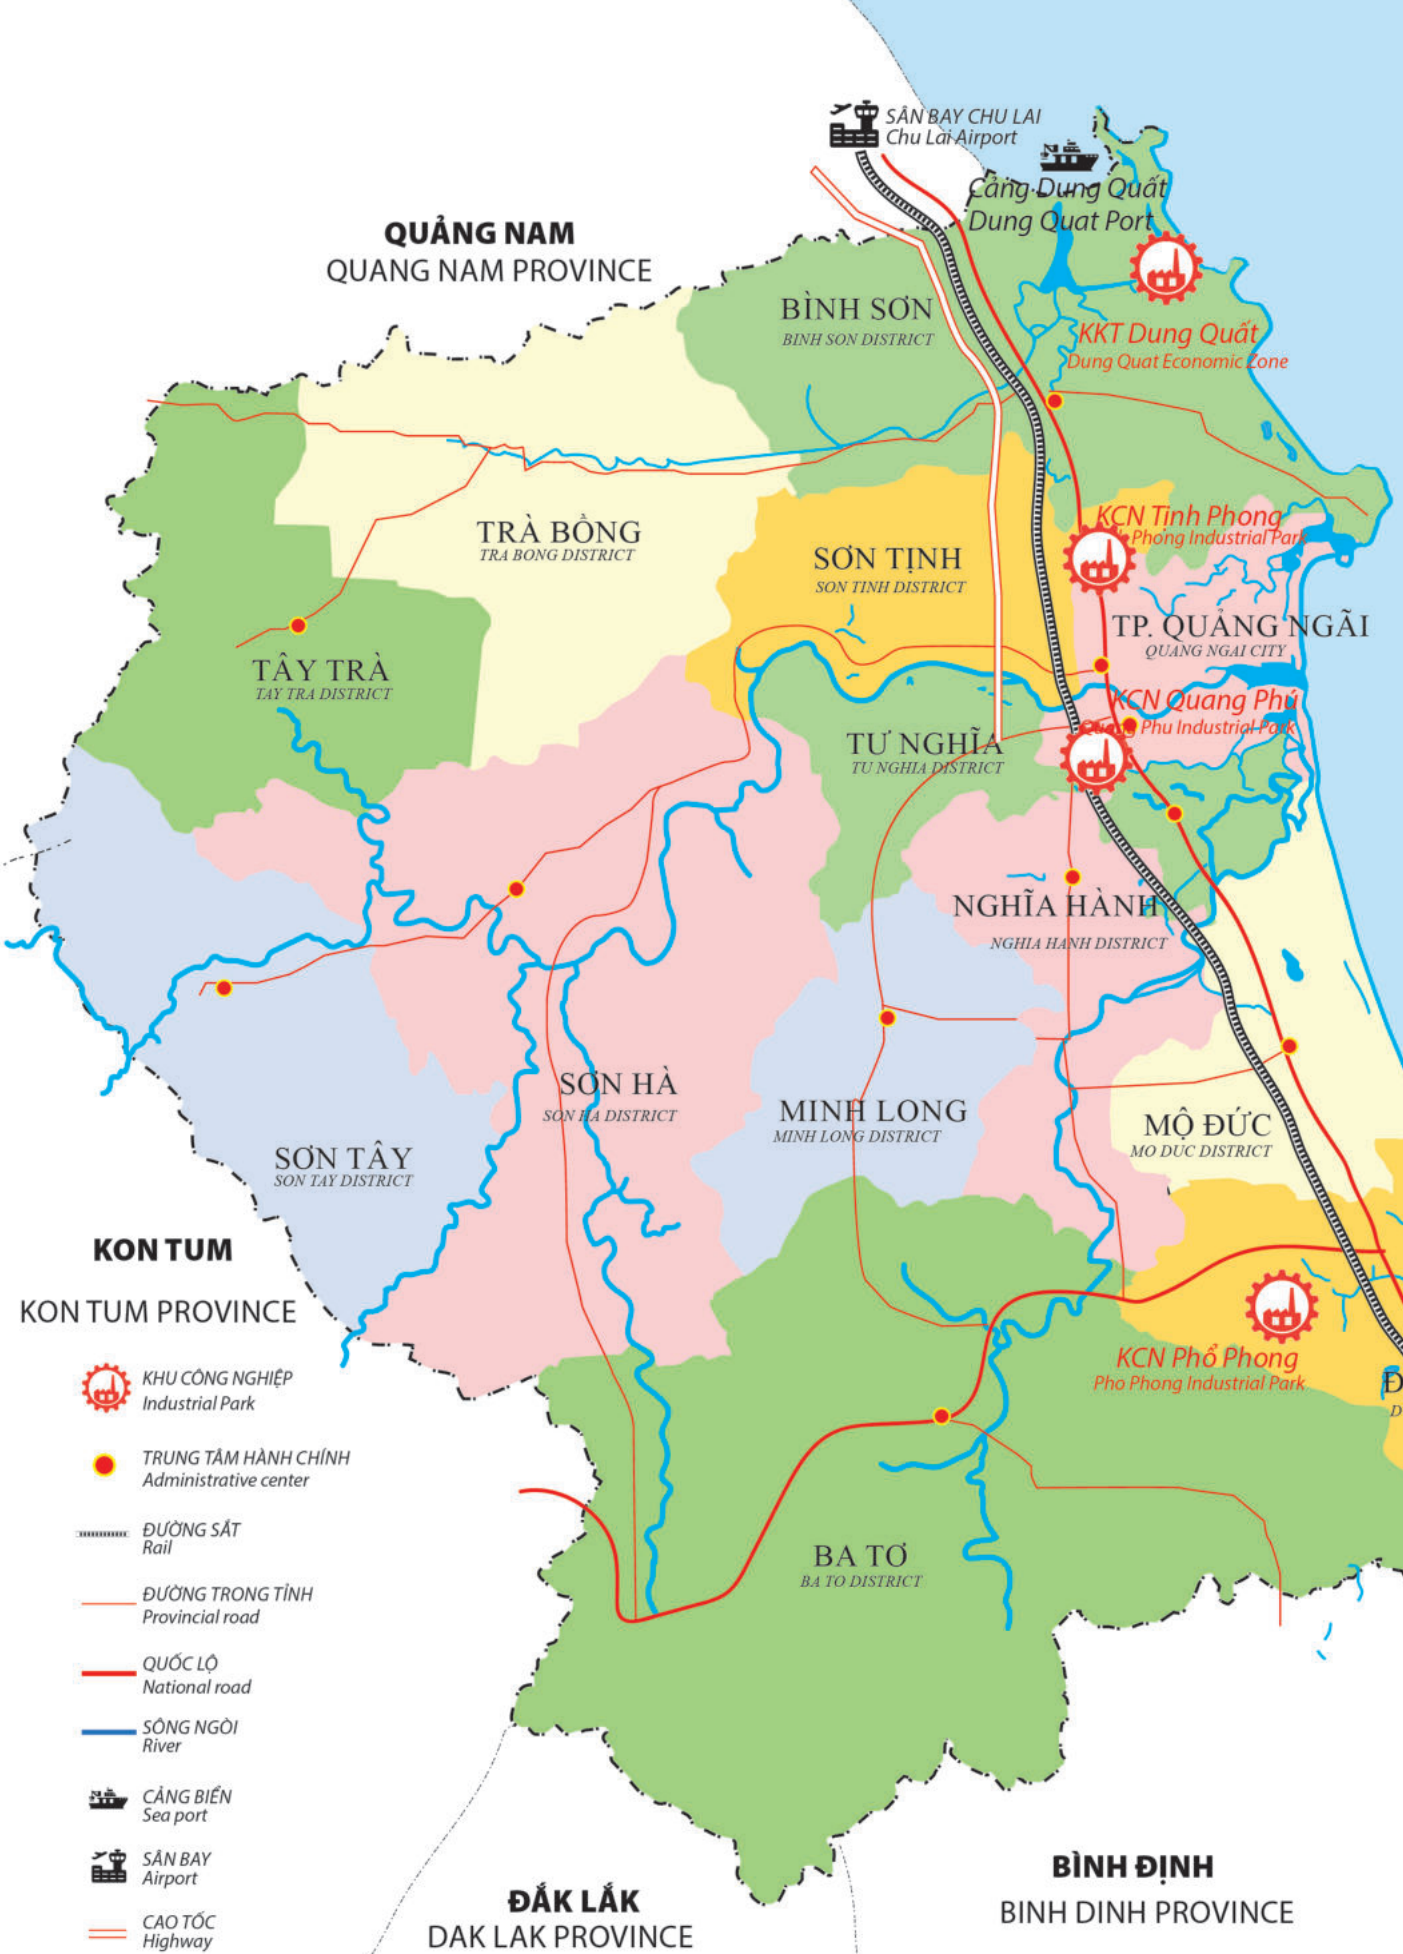 SÂN BAY CHU LAI
Chu Lai Airport
Cảng Dung Quất
Dung Quat Port
QUẢNG NAM
QUANG NAM PROVINCE
BÌNH SƠN
BINH SON DISTRICT
KKT Dung Quất
Dung Quat Economic Zone
KCN Tinh Phong
Phong Industrial Park
TRÀ BỒNG
TRA BONG DISTRICT
SƠN TỊNH
SON TINH DISTRICT
TP. QUẢNG NGÃI
QUANG NGAI CITY
TÂY TRÀ
TAY TRA DISTRICT
KCN Quang Phú
Quang Phu Industrial Park
TƯ NGHĨA
TU NGHIA DISTRICT
NGHĨA HÀNH
NGHIA HANH DISTRICT
SƠN HÀ
SON HA DISTRICT
MINH LONG
MINH LONG DISTRICT
MỘ ĐỨC
MO DUC DISTRICT
SƠN TÂY
SON TAY DISTRICT
KON TUM
KON TUM PROVINCE
KCN Phổ Phong
Pho Phong Industrial Park
Đ
D
BA TƠ
BA TO DISTRICT
KHU CÔNG NGHIỆP
Industrial Park
TRUNG TÂM HÀNH CHÍNH
Administrative center
ĐƯỜNG SẮT
Rail
ĐƯỜNG TRONG TỈNH
Provincial road
QUỐC LỘ
National road
SÔNG NGÒI
River
CẢNG BIỂN
Sea port
SÂN BAY
Airport
CAO TỐC
Highway
ĐẮK LẮK
DAK LAK PROVINCE
BÌNH ĐỊNH
BINH DINH PROVINCE